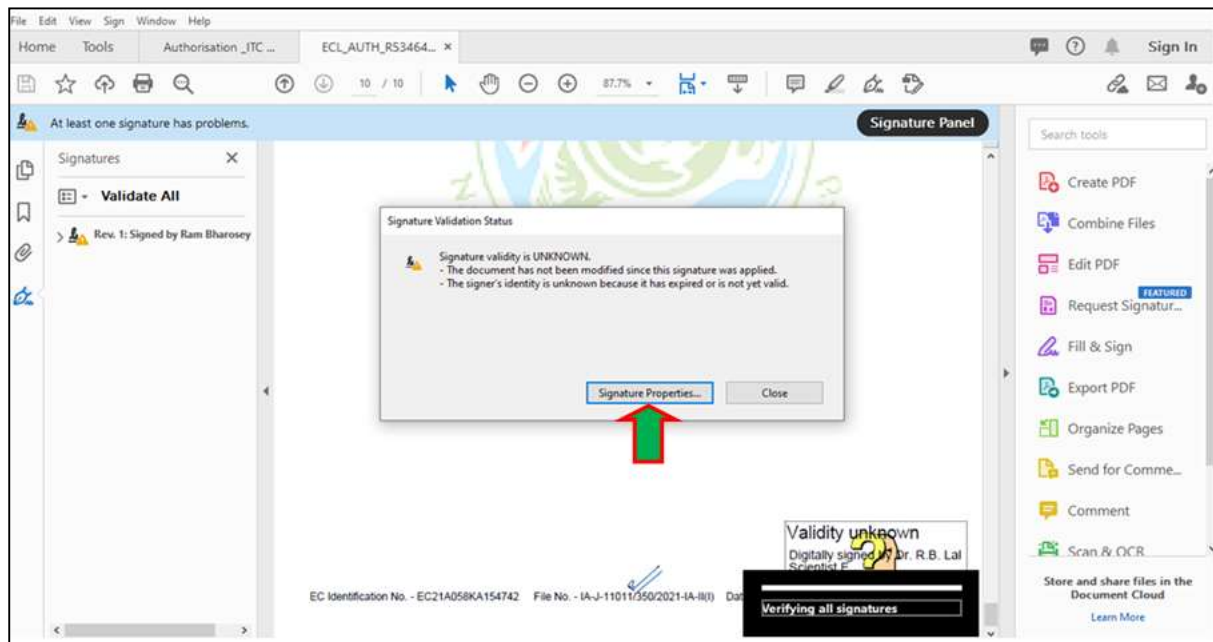 File Edit View Sign Window Help
Home Tools Authorisation _ITC ... ECL_AUTH_R53464... × Sign In
10 / 10 87.7%
At least one signature has problems. Signature Panel
Signatures ×
Validate All
Rev. 1: Signed by Ram Bharosey
Signature Validation Status
Signature validity is UNKNOWN.
- The document has not been modified since this signature was applied.
- The signer's identity is unknown because it has expired or is not yet valid.
Signature Properties... Close
Validity unknown
Digitally signed by Dr. R.B. Lal
Scientist E
EC Identification No. - EC21A058KA154742 File No. - IA-J-11011/350/2021-IA-II(I) Dat
Verifying all signatures
Search tools
Create PDF
Combine Files
Edit PDF
FEATURED
Request Signatur...
Fill & Sign
Export PDF
Organize Pages
Send for Comme...
Comment
Scan & OCR
Store and share files in the
Document Cloud
Learn More